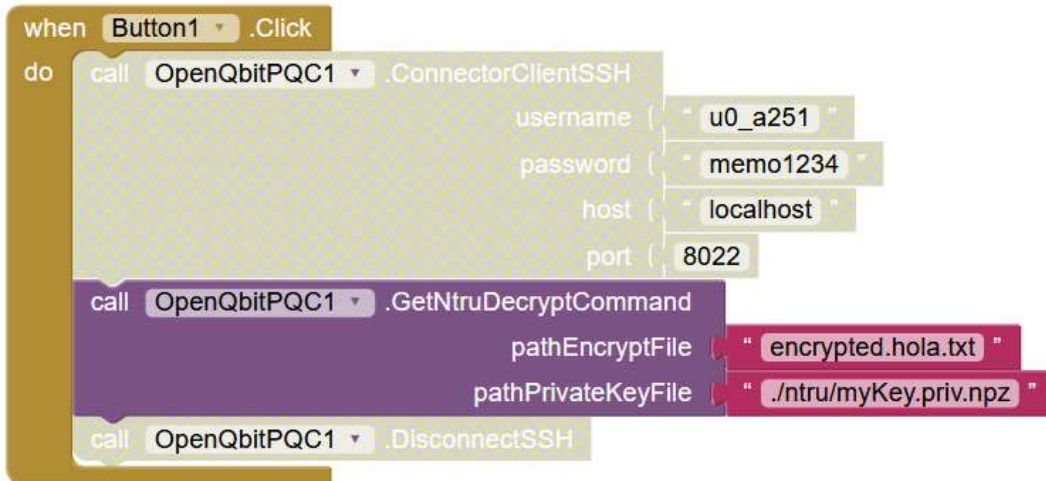 when Button1 .Click
do call OpenQbitPQC1 .ConnectorClientSSH
username " u0_a251 "
password " memo1234 "
host " localhost "
port 8022
call OpenQbitPQC1 .GetNtruDecryptCommand
pathEncryptFile " encrypted.hola.txt "
pathPrivateKeyFile " ./ntru/myKey.priv.npz "
call OpenQbitPQC1 .DisconnectSSH